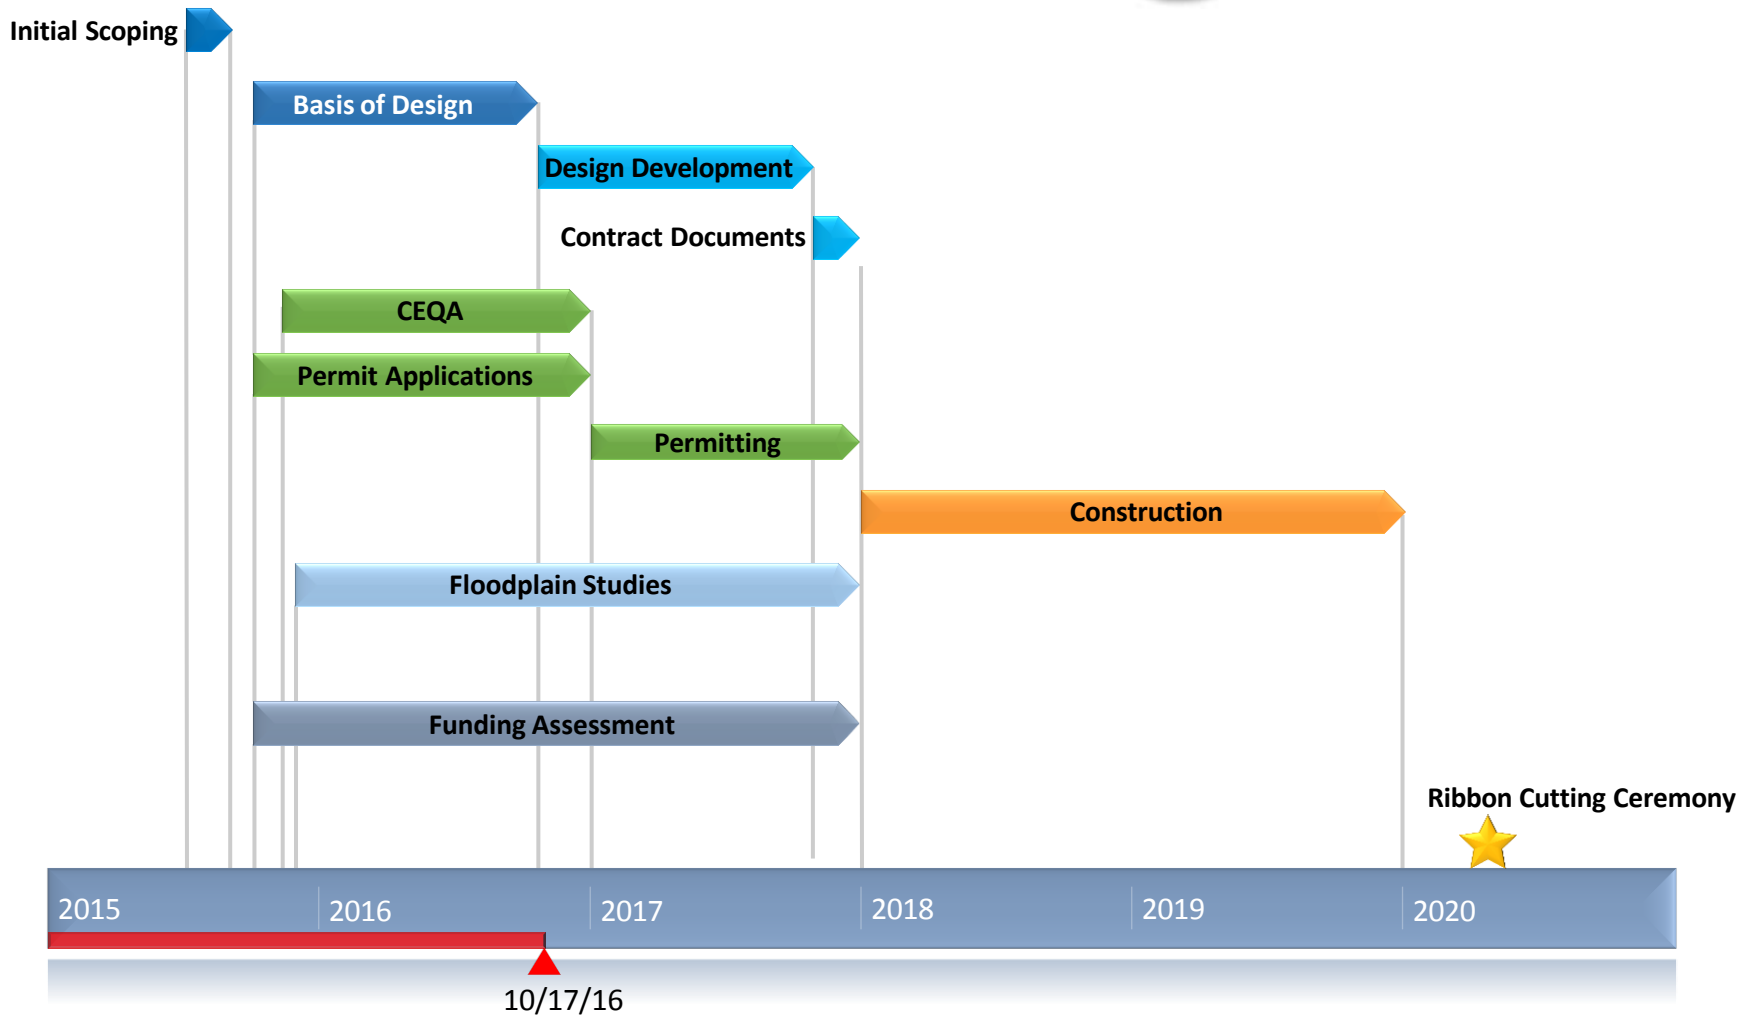 Initial Scoping
Basis of Design
Design Development
Contract Documents
CEQA
Permit Applications
Permitting
Construction
Floodplain Studies
Funding Assessment
Ribbon Cutting Ceremony
2015 2016 2017 2018 2019 2020
10/17/16